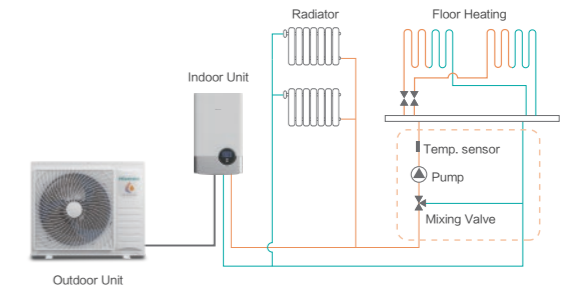 Radiator
Floor Heating
Indoor Unit
Temp. sensor
Pump
Mixing Valve
Hisense
Outdoor Unit